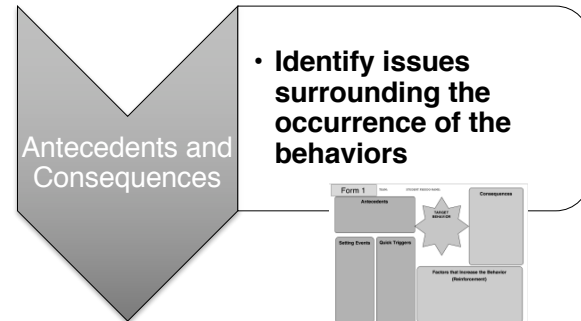 Antecedents and
Consequences
• Identify issues
surrounding the
occurrence of the
behaviors
Form 1
Antecedents
TARGET
BEHAVIOR
Consequences
Setting Events
Quick Triggers
Factors that Increase the Behavior
(Reinforcement)